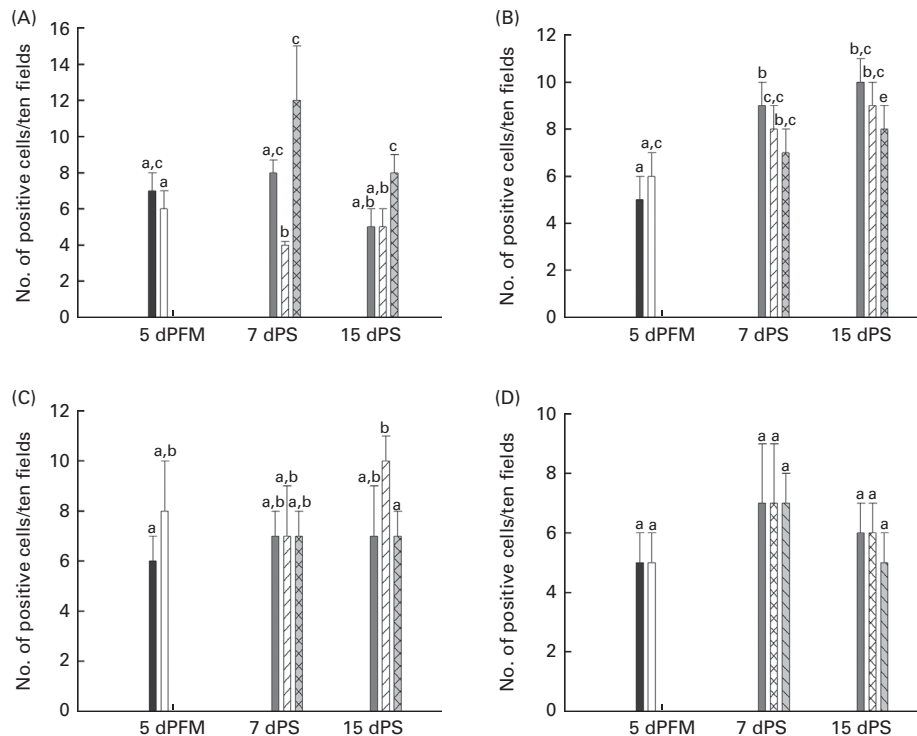 (A)
No. of positive cells/ten fields
16
14
12
10
8
6
4
2
0
a,c
a
a,c
b
c
a,b
a,b
c
5 dPFM 7 dPS 15 dPS
(B)
No. of positive cells/ten fields
12
10
8
6
4
2
0
a
a,b
b
c,c
b,c
b,c
b,c
e
5 dPFM 7 dPS 15 dPS
(C)
No. of positive cells/ten fields
12
10
8
6
4
2
0
a
a,b
a,b
a,b
a,b
a,b
b
a
5 dPFM 7 dPS 15 dPS
(D)
No. of positive cells/ten fields
10
8
6
4
2
0
a a
a a
a
a a
a
5 dPFM 7 dPS 15 dPS